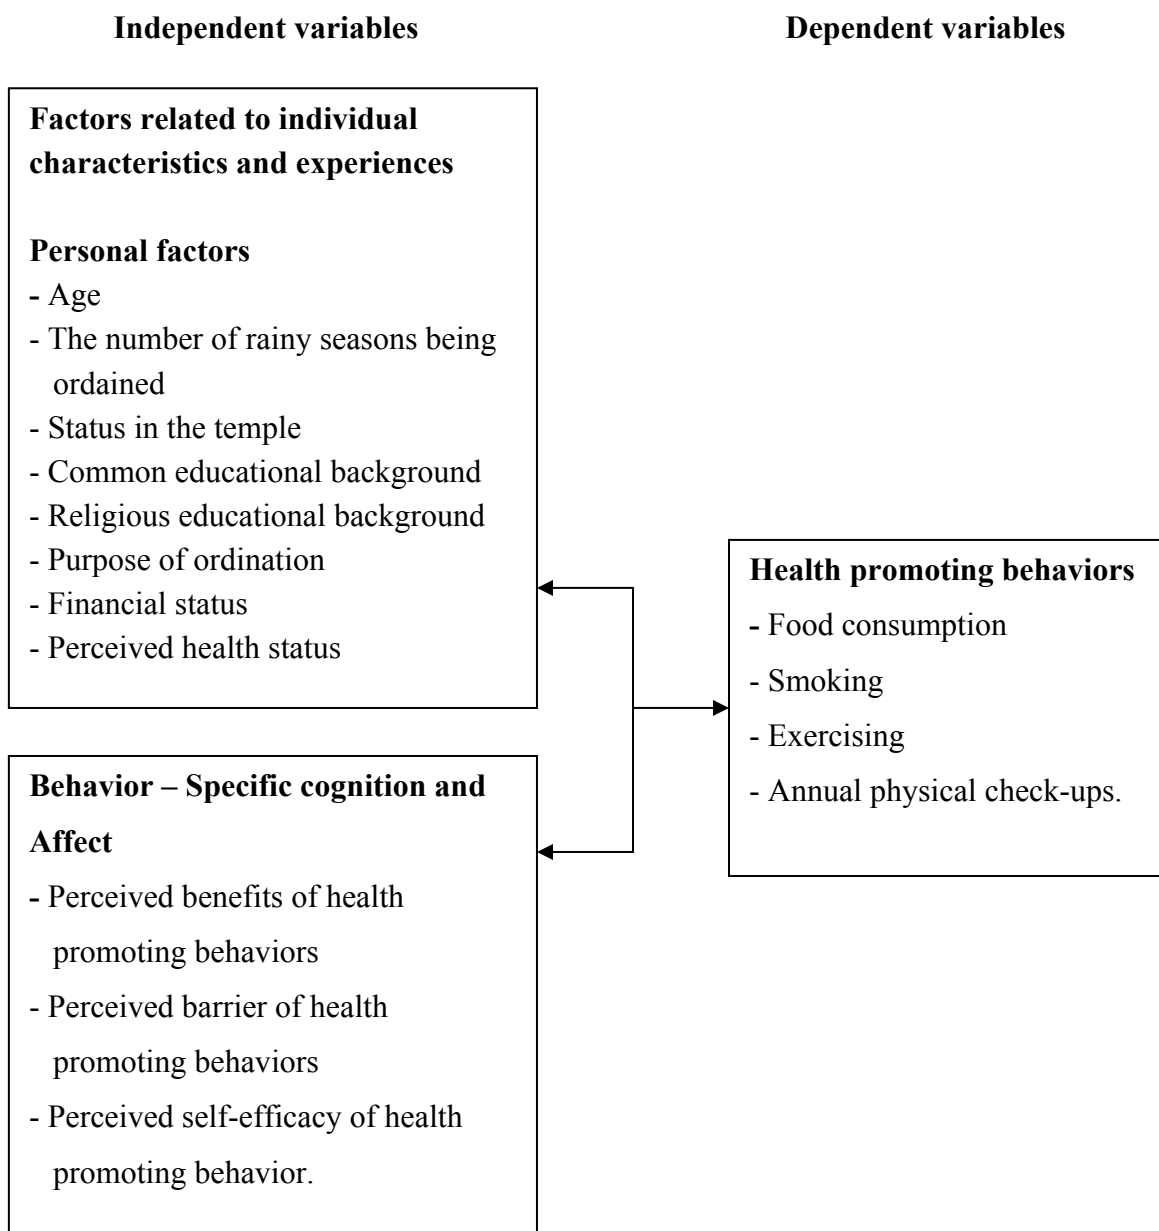 Independent variables
Dependent variables
Factors related to individual
characteristics and experiences
Personal factors
- Age
- The number of rainy seasons being
ordained
- Status in the temple
- Common educational background
- Religious educational background
- Purpose of ordination
- Financial status
- Perceived health status
Behavior – Specific cognition and
Affect
- Perceived benefits of health
promoting behaviors
- Perceived barrier of health
promoting behaviors
- Perceived self-efficacy of health
promoting behavior.
Health promoting behaviors
- Food consumption
- Smoking
- Exercising
- Annual physical check-ups.